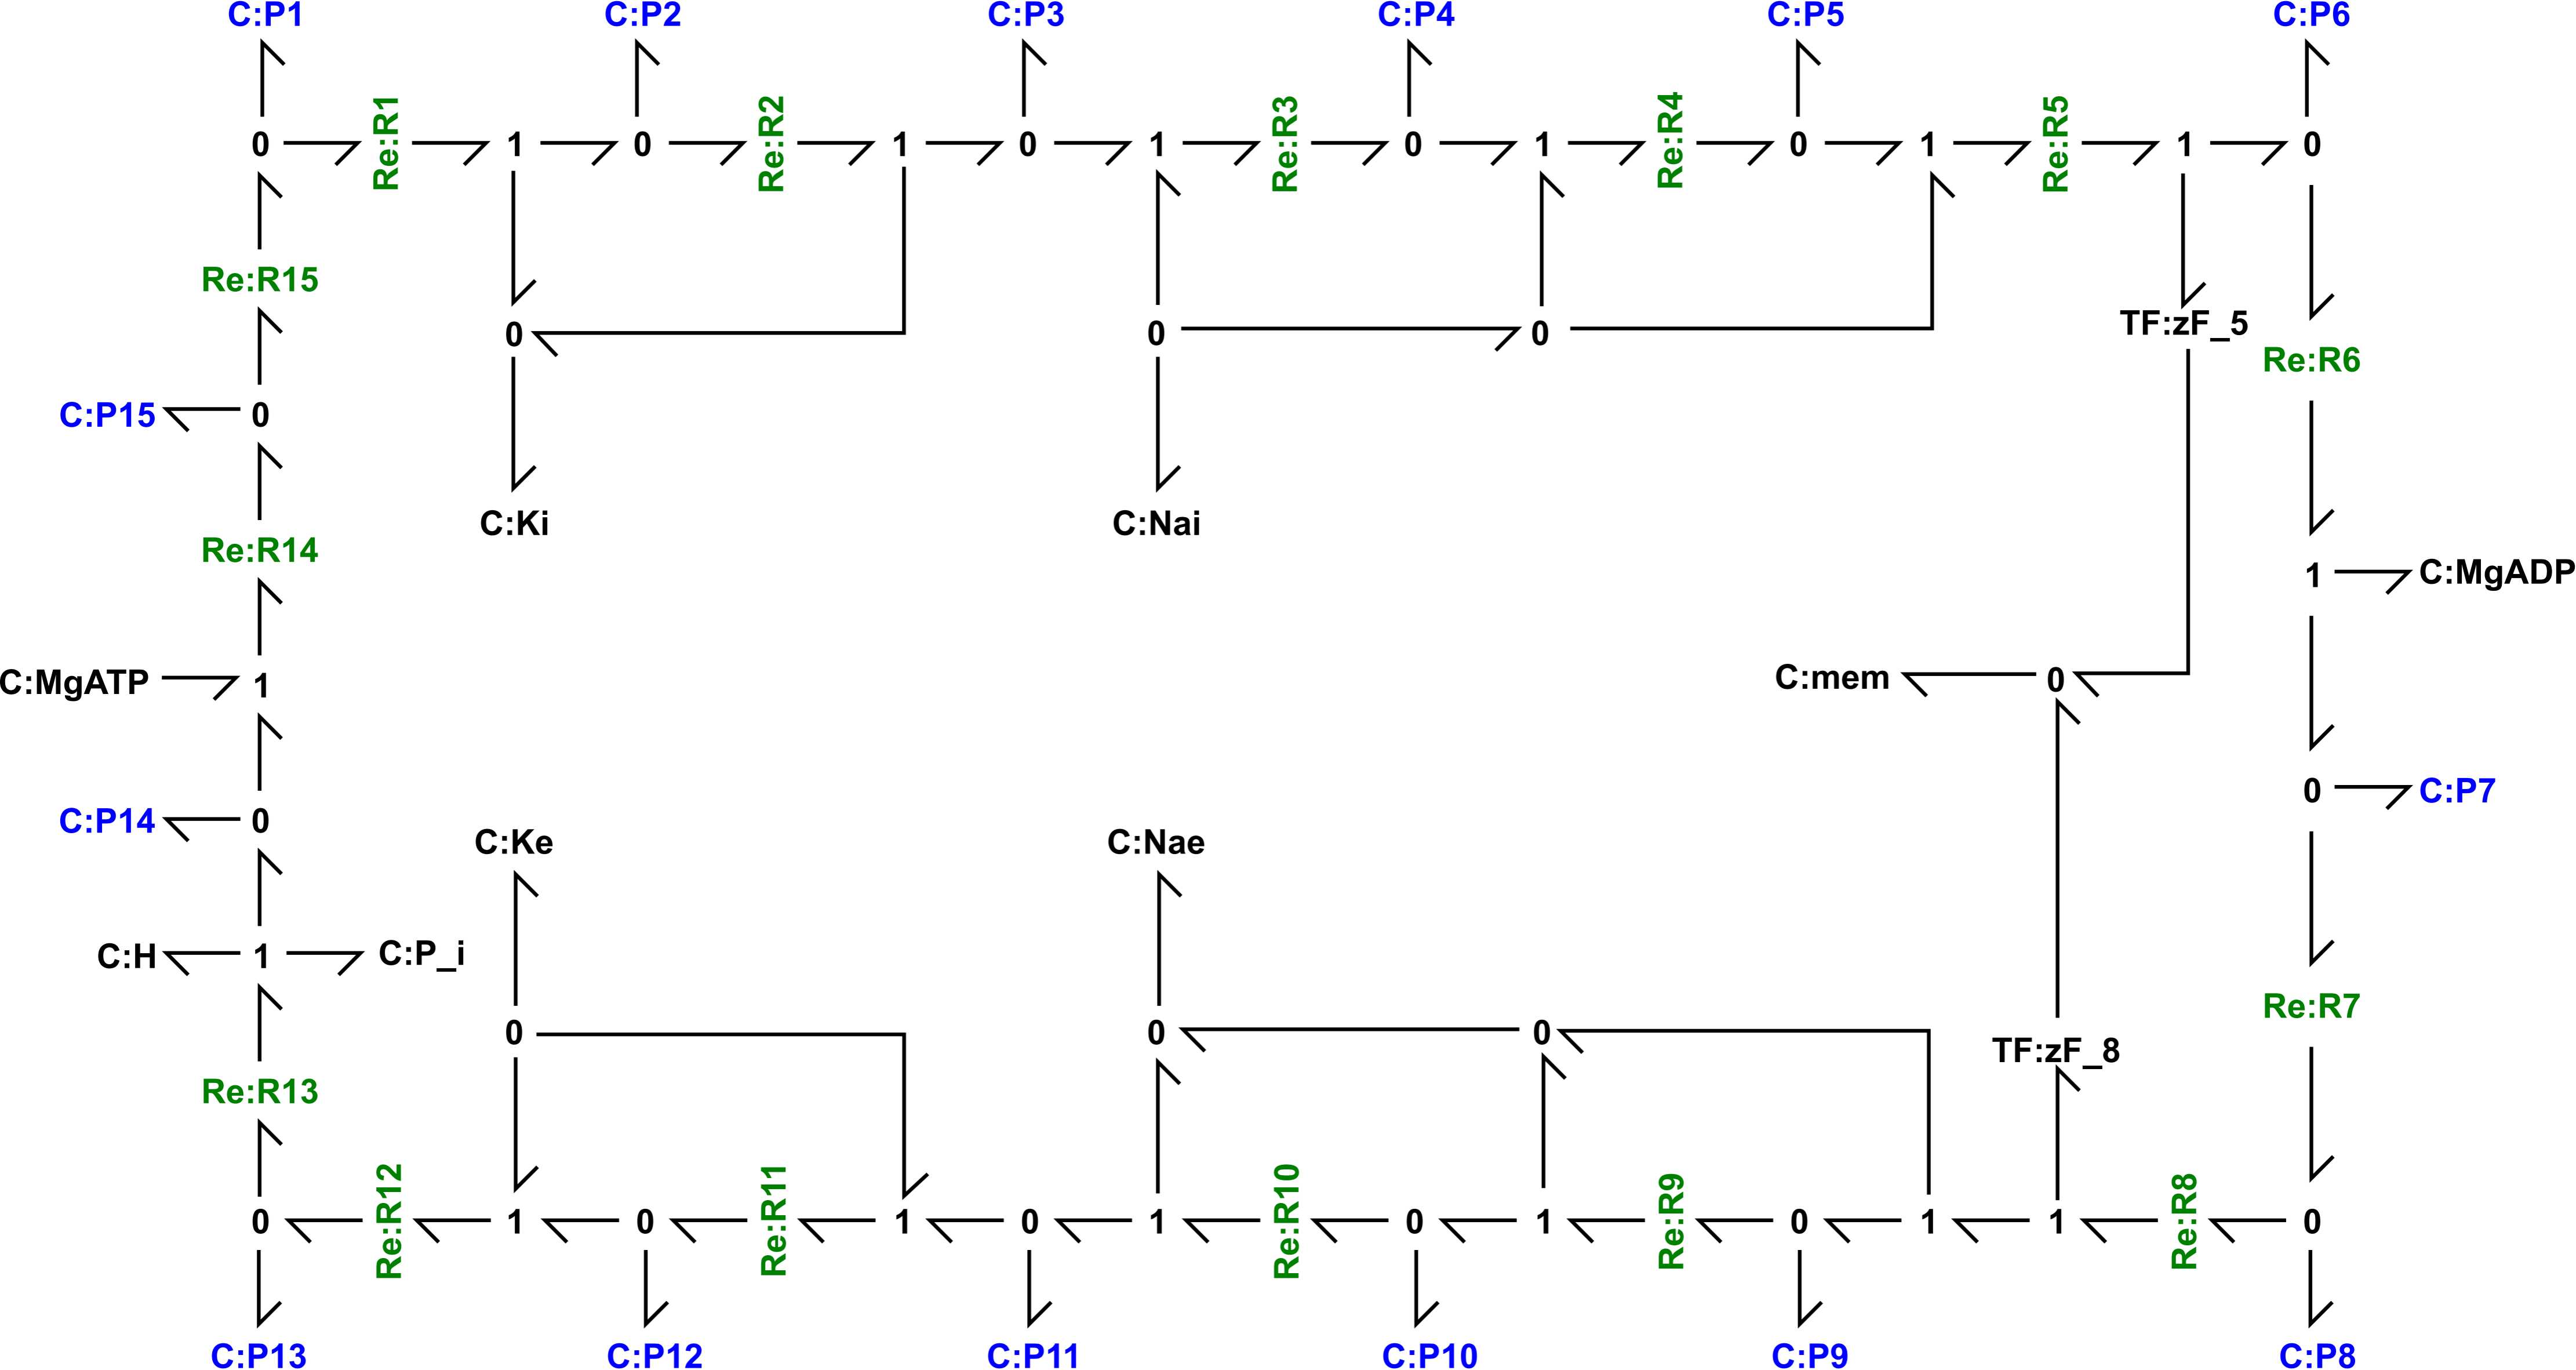 C:P1 C:P2 C:P3 C:P4 C:P5 C:P6
0 Re:R1 1 0 Re:R2 1 0 1 Re:R3 0 1 Re:R4 0 1 Re:R5 1 0
Re:R15
0 0 0 TF:zF_5
Re:R6
C:P15 0
C:Ki C:Nai
Re:R14
1 C:MgADP
C:MgATP 1 C:mem 0
0 C:P7
C:P14 0
C:Ke C:Nae
C:H 1 C:P_i
Re:R7
0 0 0
TF:zF_8
Re:R13
0 Re:R12 1 0 Re:R11 1 0 1 Re:R10 0 1 Re:R9 0 1 1 Re:R8 0
C:P13 C:P12 C:P11 C:P10 C:P9 C:P8